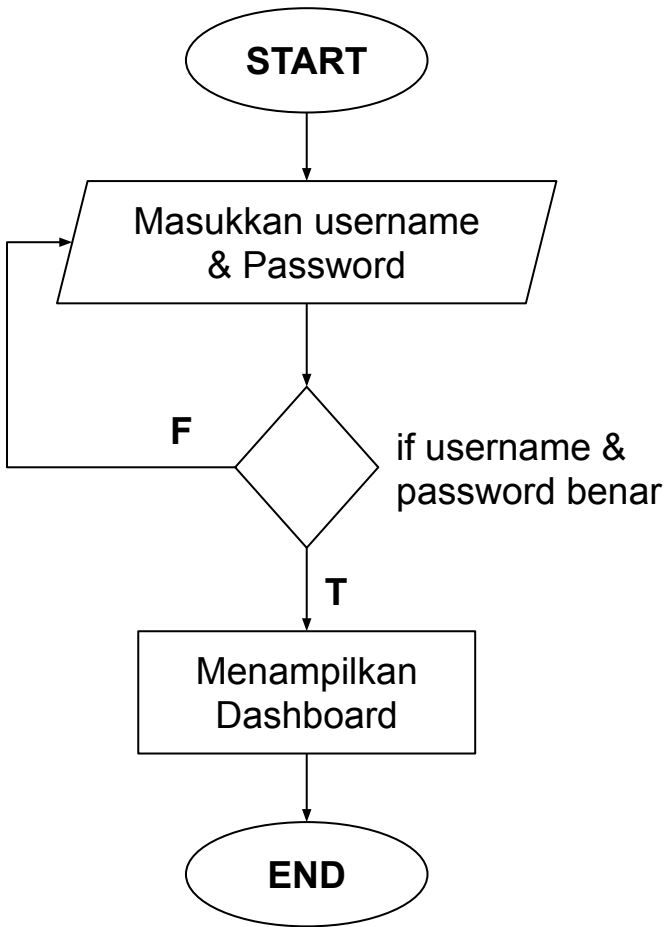 START
Masukkan username
& Password
F
if username &
password benar
T
Menampilkan
Dashboard
END